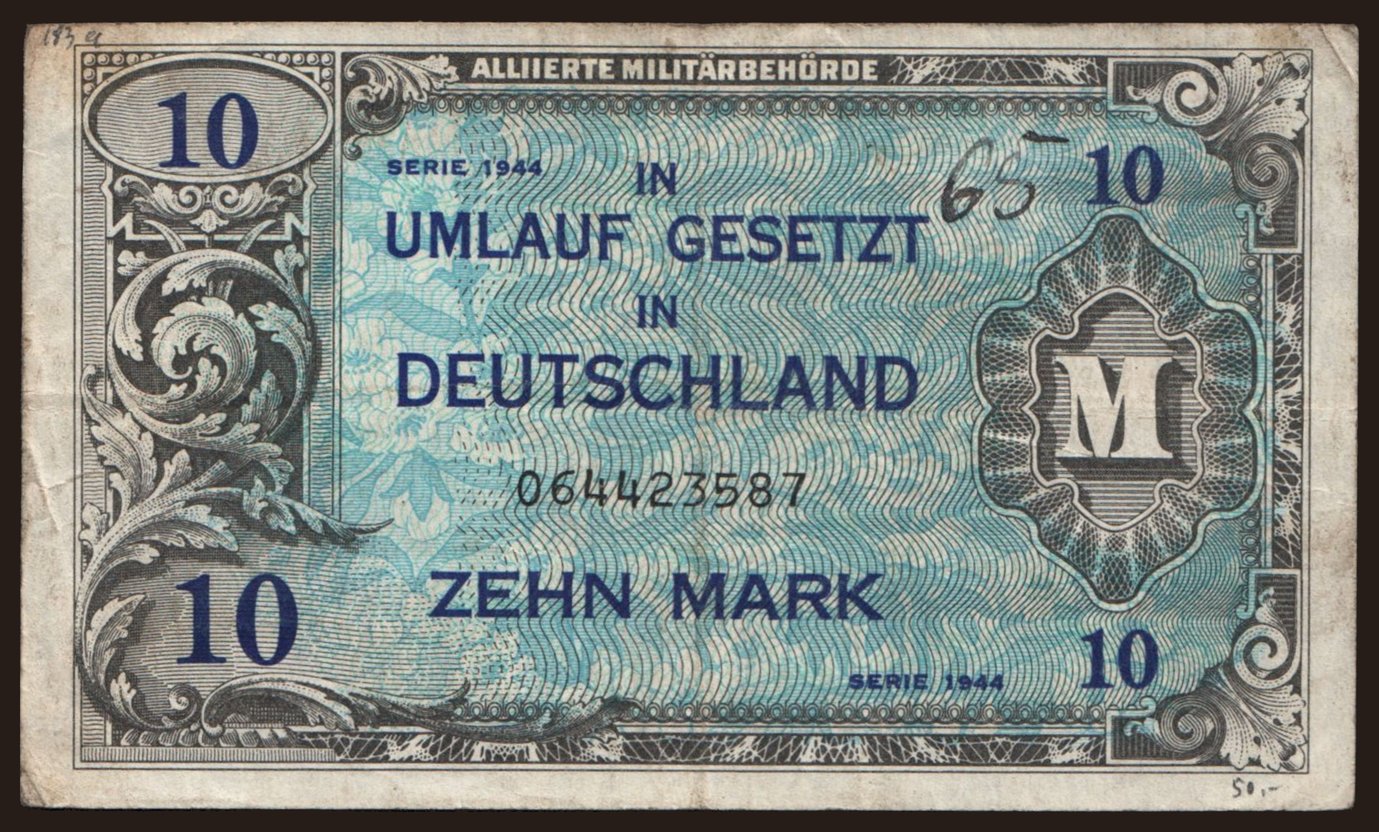 183 a
ALLIIERTE MILITÄRBEHÖRDE
10
SERIE 1944
65
10
IN
UMLAUF GESETZT
IN
DEUTSCHLAND
M
064423587
10
ZEHN MARK
10
SERIE 1944
50,-